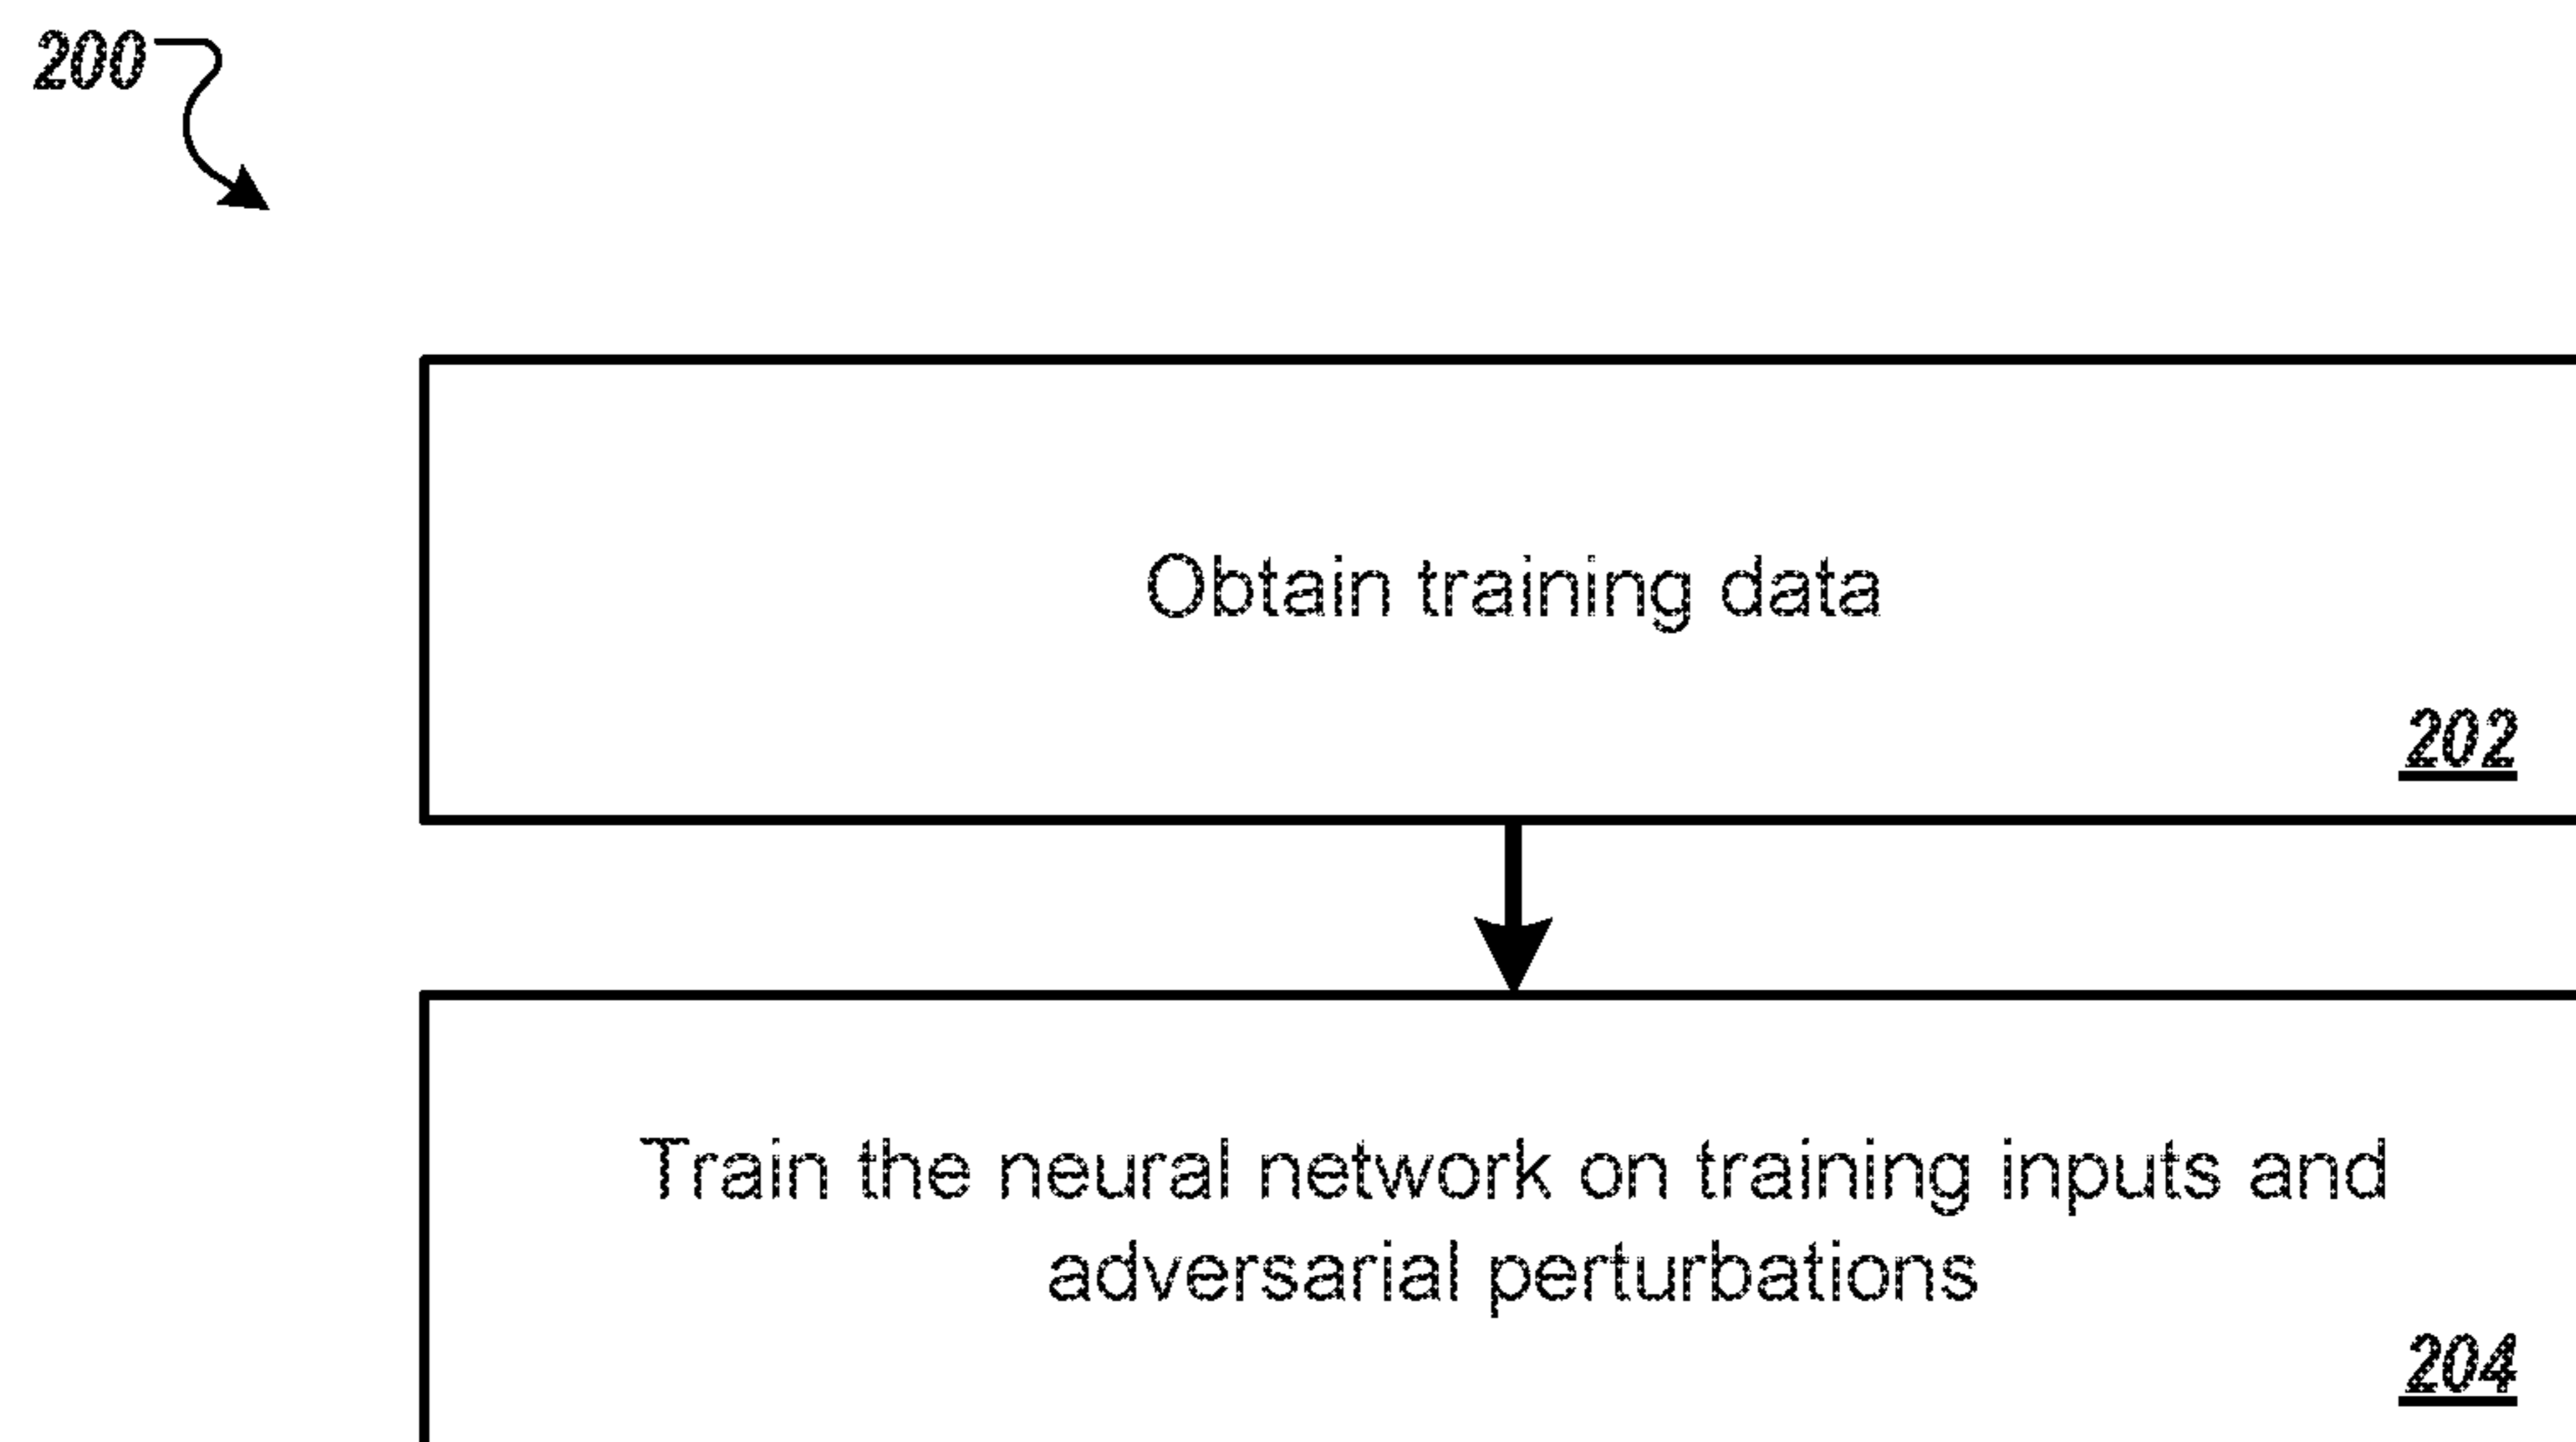 200
Obtain training data
202
Train the neural network on training inputs and
adversarial perturbations
204